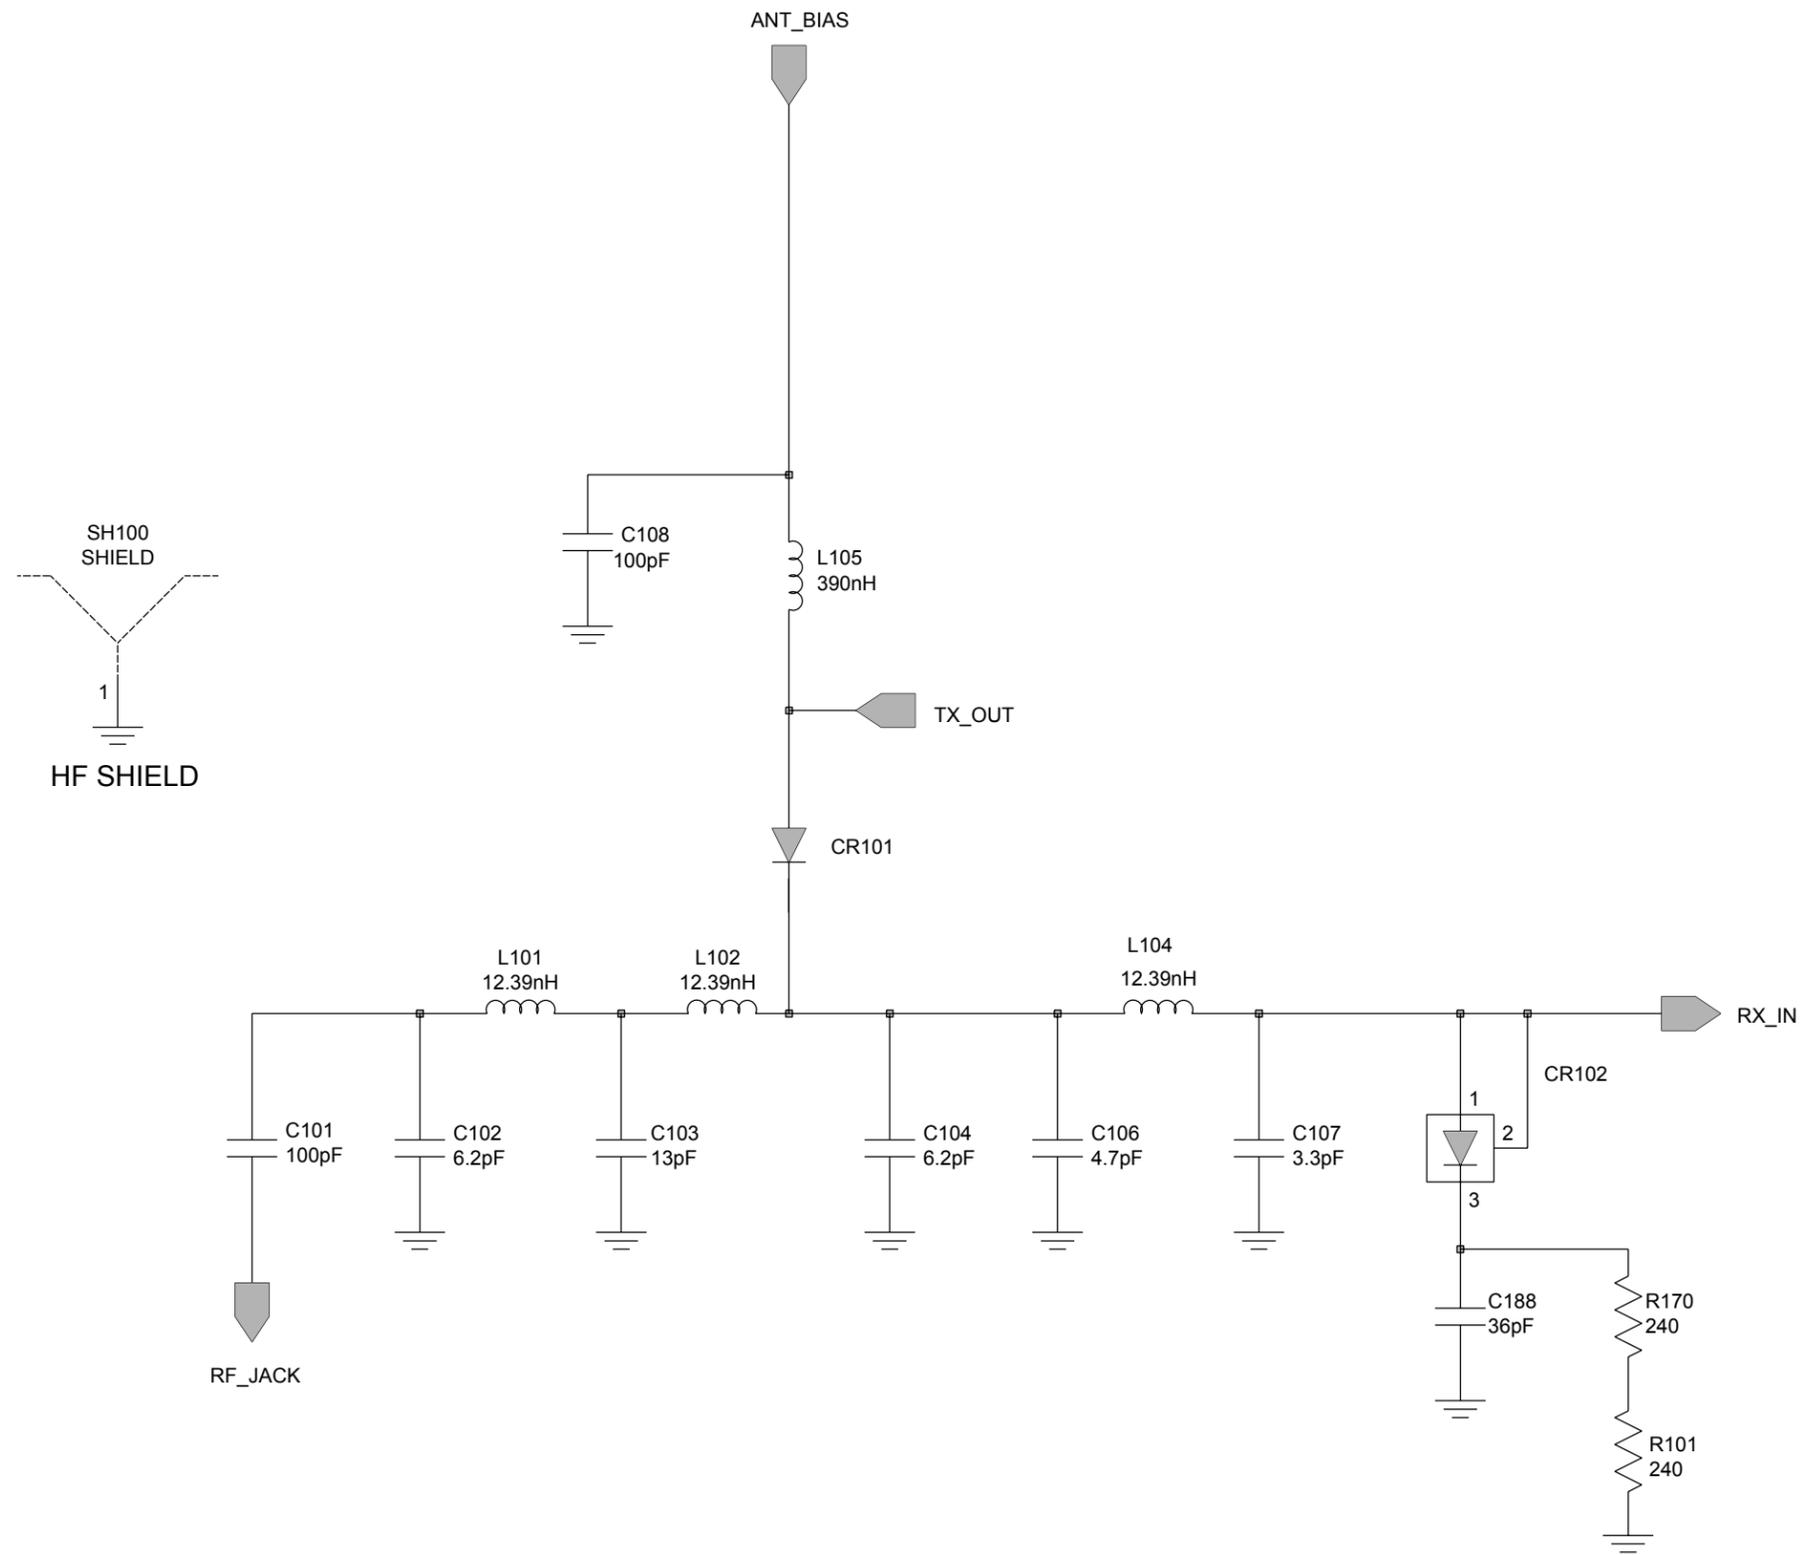 ANT_BIAS
SH100
SHIELD
1
HF SHIELD
C108
100pF
L105
390nH
TX_OUT
CR101
L101
12.39nH
L102
12.39nH
L104
12.39nH
RX_IN
CR102
1
2
3
C101
100pF
C102
6.2pF
C103
13pF
C104
6.2pF
C106
4.7pF
C107
3.3pF
C188
36pF
R170
240
RF_JACK
R101
240